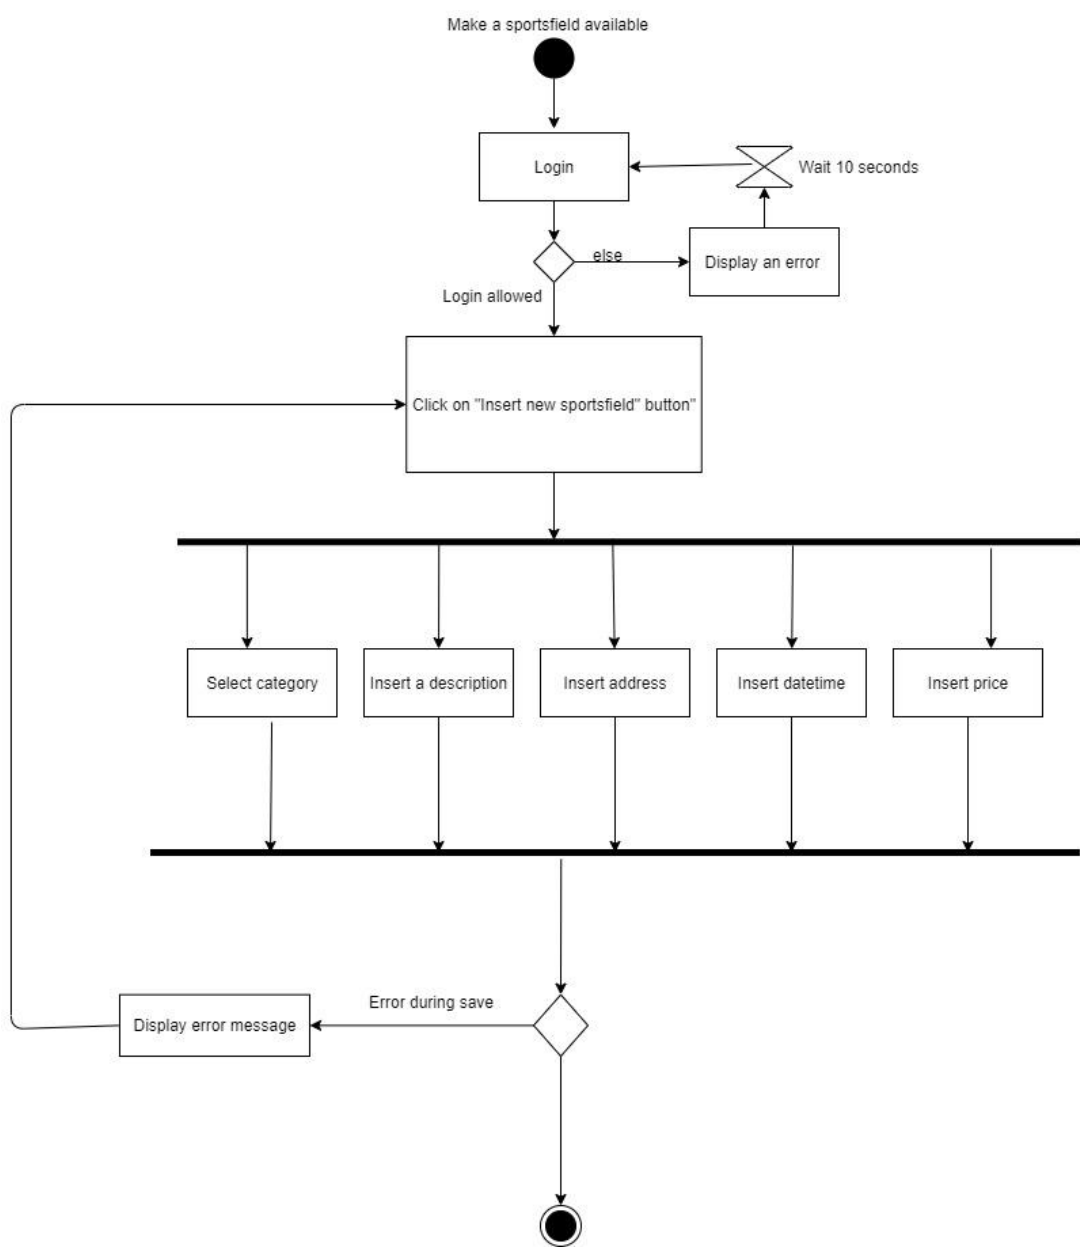 Make a sportsfield available
Login
Wait 10 seconds
else
Display an error
Login allowed
Click on "Insert new sportsfield" button"
Select category
Insert a description
Insert address
Insert datetime
Insert price
Error during save
Display error message